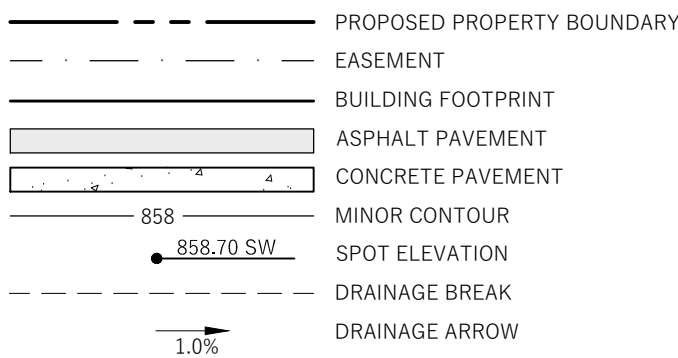 PROPOSED PROPERTY BOUNDARY
EASEMENT
BUILDING FOOTPRINT
ASPHALT PAVEMENT
CONCRETE PAVEMENT
858 MINOR CONTOUR
858.70 SW SPOT ELEVATION
DRAINAGE BREAK
DRAINAGE ARROW
1.0%